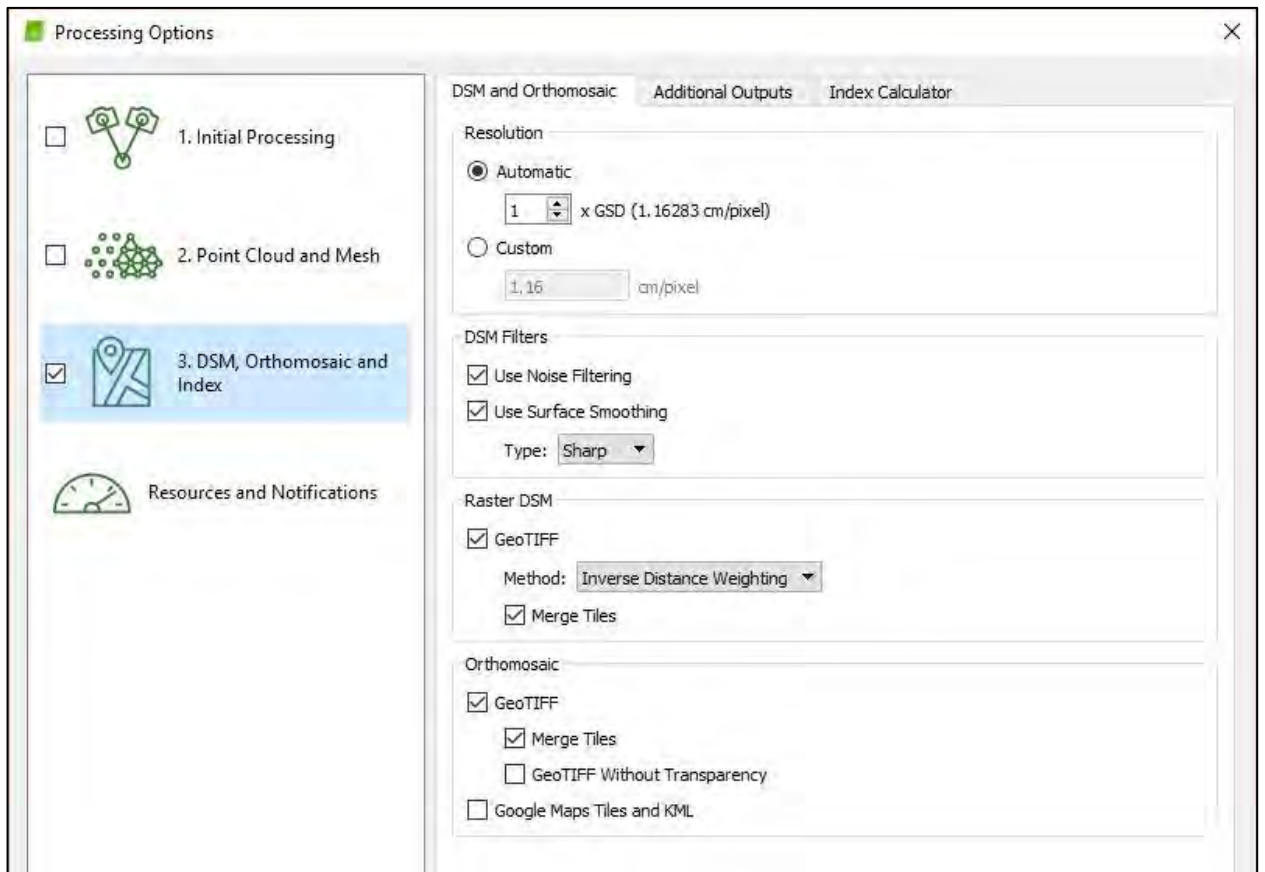 Processing Options
1. Initial Processing
2. Point Cloud and Mesh
3. DSM, Orthomosaic and
Index
Resources and Notifications
DSM and Orthomosaic
Additional Outputs
Index Calculator
Resolution
Automatic
1 x GSD (1.16283 cm/pixel)
Custom
1.16 cm/pixel
DSM Filters
Use Noise Filtering
Use Surface Smoothing
Type: Sharp
Raster DSM
GeoTIFF
Method: Inverse Distance Weighting
Merge Tiles
Orthomosaic
GeoTIFF
Merge Tiles
GeoTIFF Without Transparency
Google Maps Tiles and KML